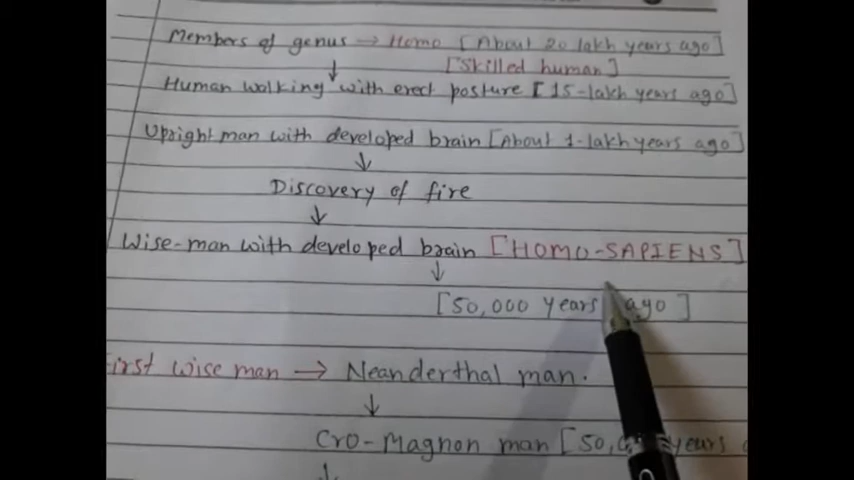 Members of genus → Homo [About 20 lakh years ago]
↓ [Skilled human]
Human walking with erect posture [15-lakh years ago]
Upright man with developed brain [About 1-lakh years ago]
↓
Discovery of fire
↓
Wise-man with developed brain [HOMO-SAPIENS]
↓
[50,000 years ago]
First wise man → Neanderthal man.
↓
Cro-Magnon man [50, years
↓